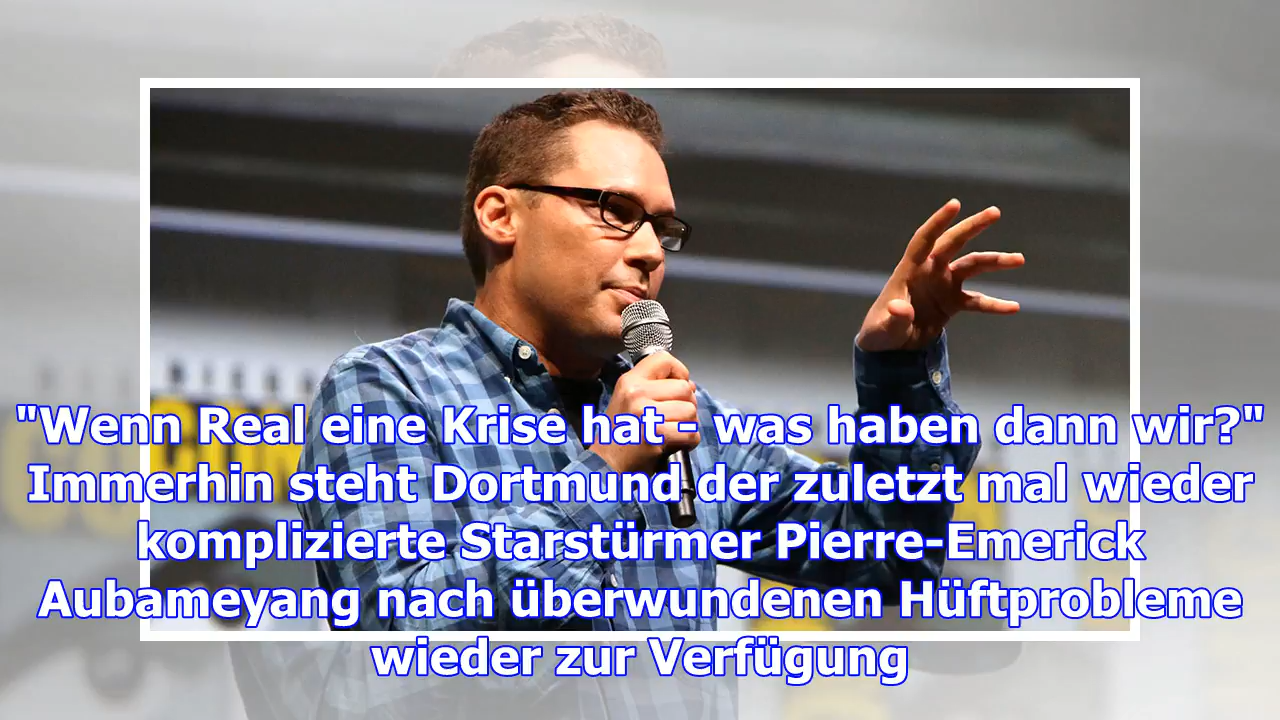 "Wenn Real eine Krise hat - was haben dann wir?"
Immerhin steht Dortmund der zuletzt mal wieder
komplizierte Starstürmer Pierre-Emerick
Aubameyang nach überwundenen Hüftprobleme
wieder zur Verfügung